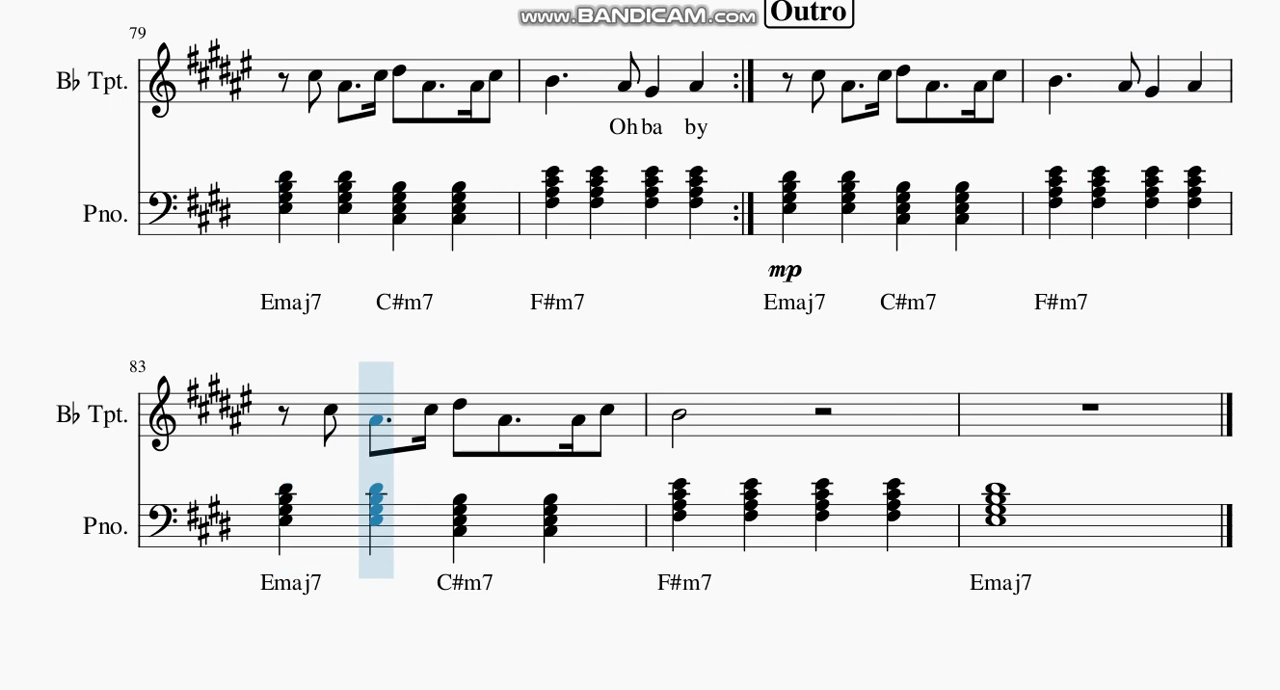 www.BANDICAM.com
Outro
79
B♭ Tpt.
Oh ba by
Pno.
mp
Emaj7 C#m7 F#m7 Emaj7 C#m7 F#m7
83
B♭ Tpt.
Pno.
Emaj7 C#m7 F#m7 Emaj7